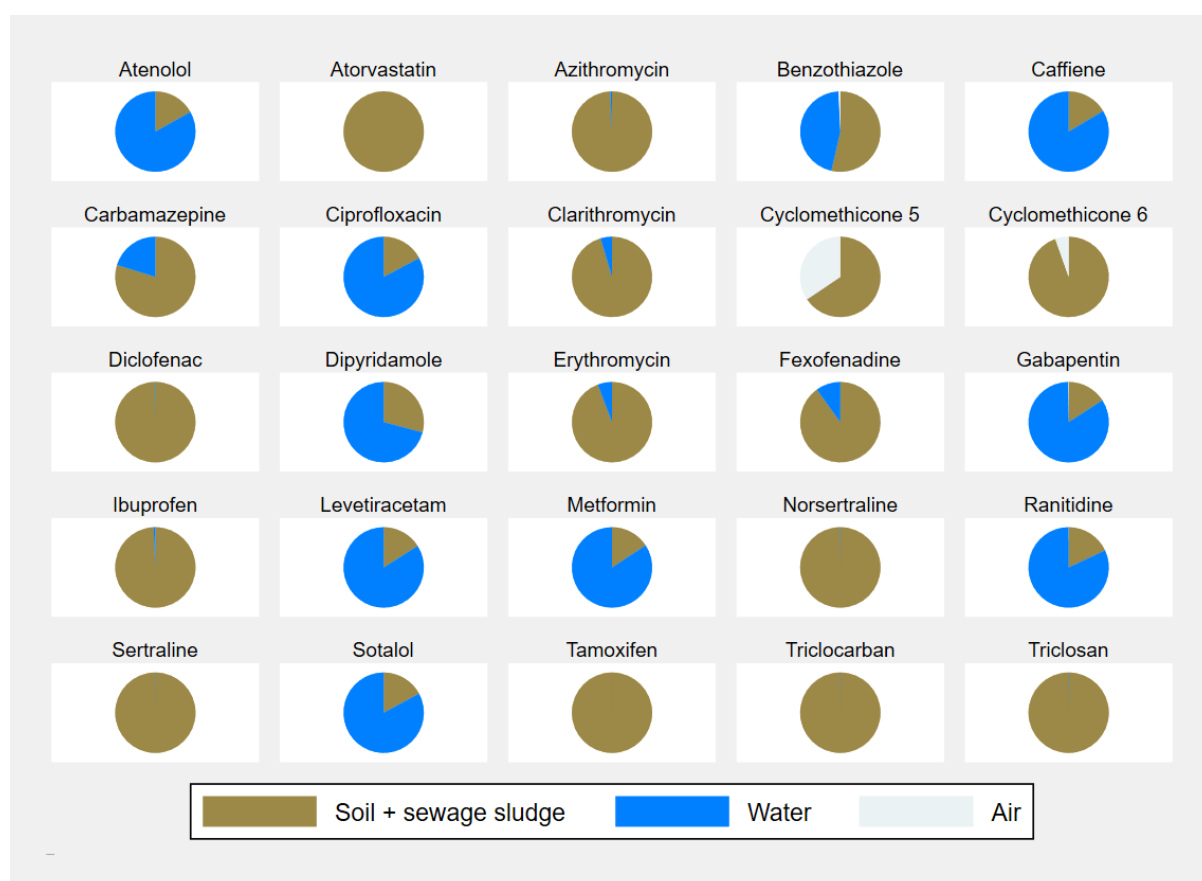 Atenolol Atorvastatin Azithromycin Benzothiazole Caffiene
Carbamazepine Ciprofloxacin Clarithromycin Cyclomethicone 5 Cyclomethicone 6
Diclofenac Dipyridamole Erythromycin Fexofenadine Gabapentin
Ibuprofen Levetiracetam Metformin Norsertraline Ranitidine
Sertraline Sotalol Tamoxifen Triclocarban Triclosan
Soil + sewage sludge Water Air